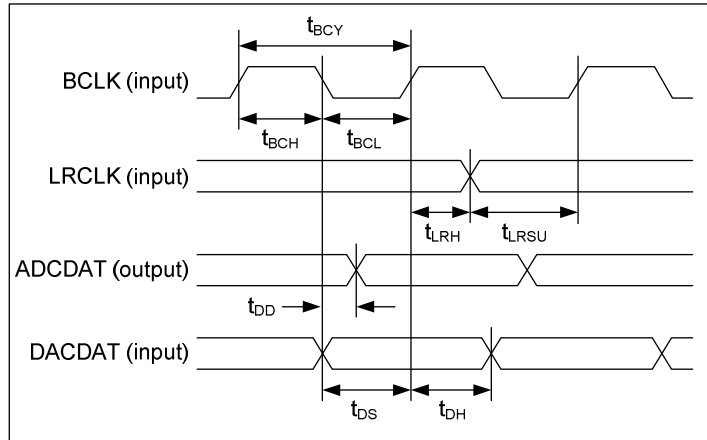 tBCY
BCLK (input)
tBCH tBCL
LRCLK (input)
tLRH tLRSU
ADCDAT (output)
tDD
DACDAT (input)
tDS tDH